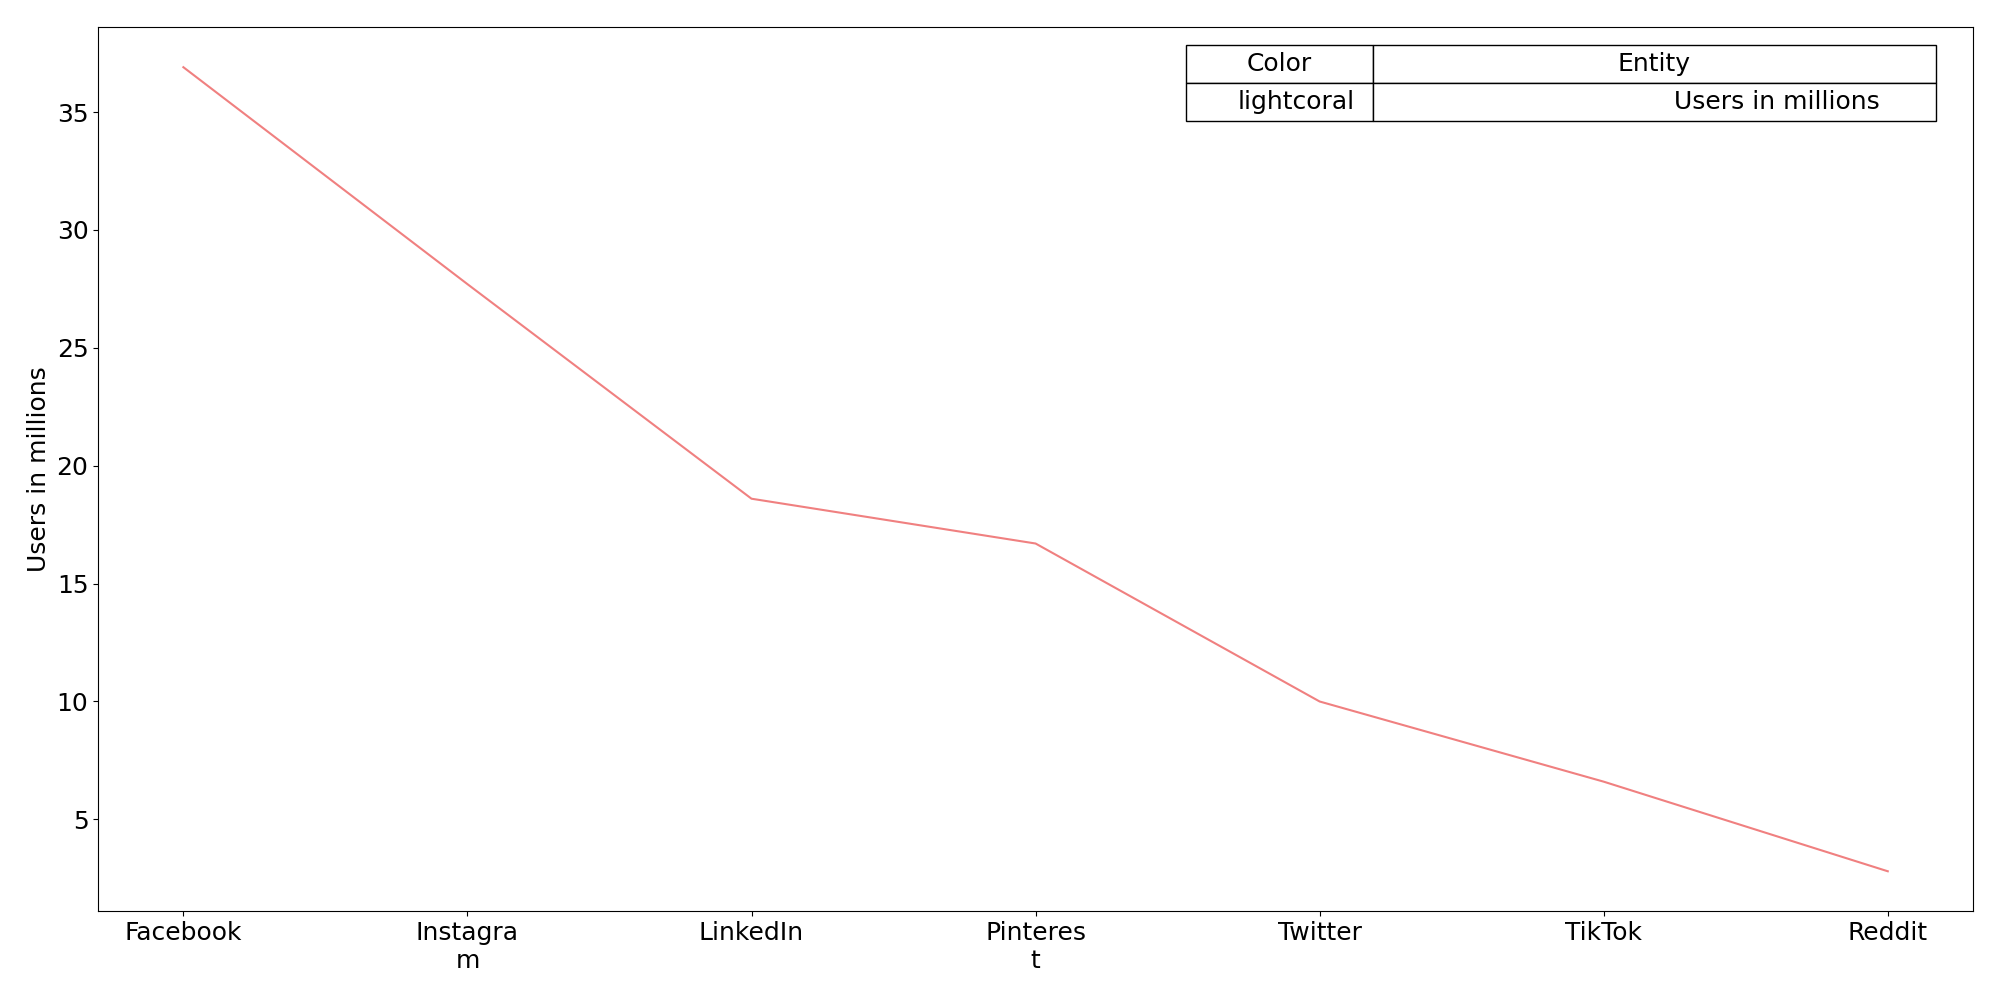 Color Entity
lightcoral Users in millions
35
30
25
20
15
10
5
Users in millions
Facebook Instagra LinkedIn Pinteres Twitter TikTok Reddit
m t